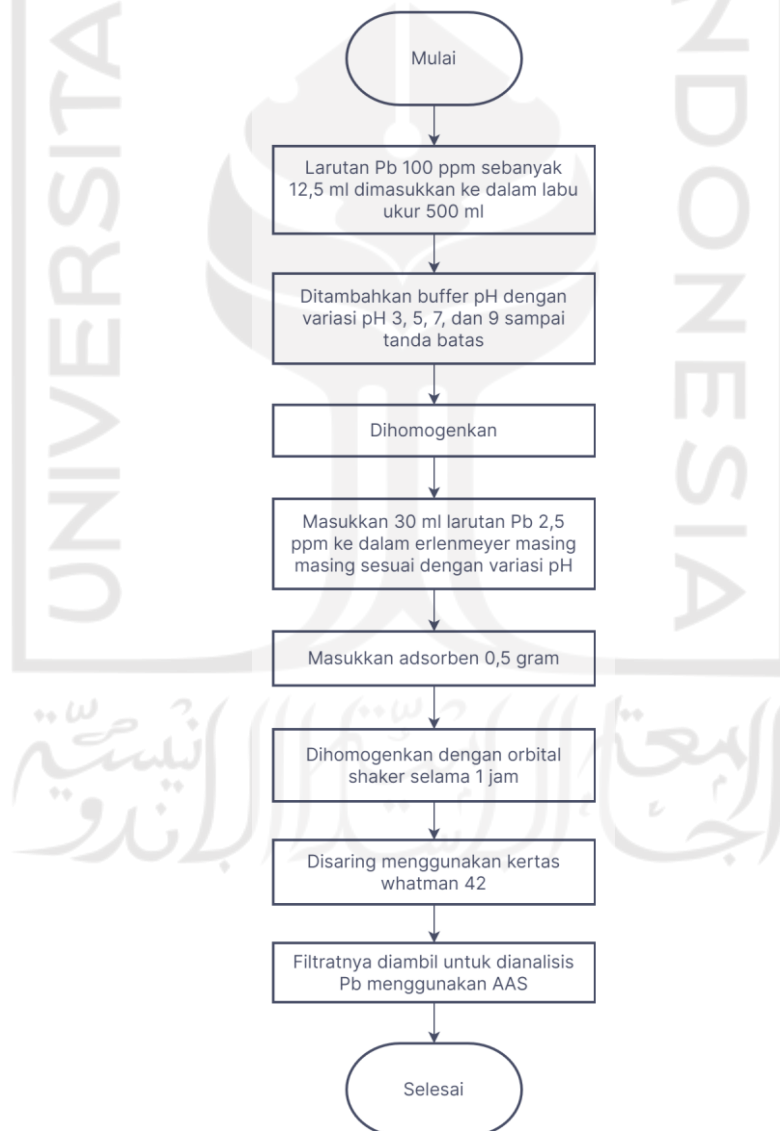 Mulai
Larutan Pb 100 ppm sebanyak
12,5 ml dimasukkan ke dalam labu
ukur 500 ml
Ditambahkan buffer pH dengan
variasi pH 3, 5, 7, dan 9 sampai
tanda batas
Dihomogenkan
Masukkan 30 ml larutan Pb 2,5
ppm ke dalam erlenmeyer masing
masing sesuai dengan variasi pH
Masukkan adsorben 0,5 gram
Dihomogenkan dengan orbital
shaker selama 1 jam
Disaring menggunakan kertas
whatman 42
Filtratnya diambil untuk dianalisis
Pb menggunakan AAS
Selesai
UNIVERSITA
NDONESIA